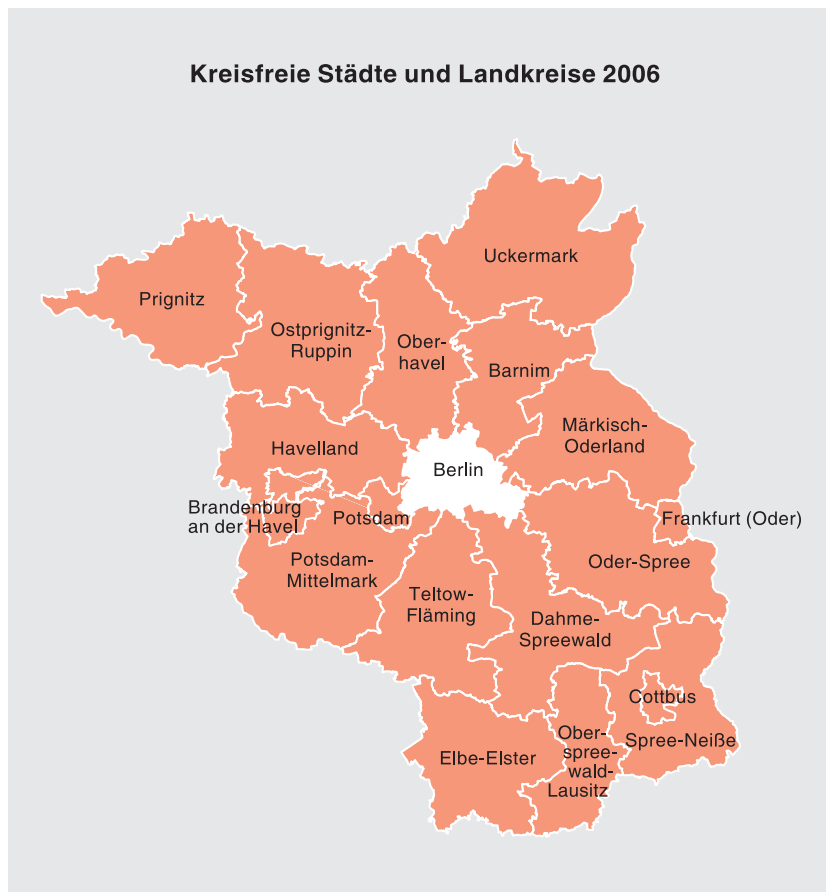 Kreisfreie Städte und Landkreise 2006
Uckermark
Prignitz
Ostprignitz-
Ruppin
Ober-
havel
Barnim
Märkisch-
Oderland
Havelland
Berlin
Brandenburg
an der Havel
Potsdam
Frankfurt (Oder)
Potsdam-
Mittelmark
Oder-Spree
Teltow-
Fläming
Dahme-
Spreewald
Cottbus
Spree-Neiße
Elbe-Elster
Ober-
spree-
wald-
Lausitz